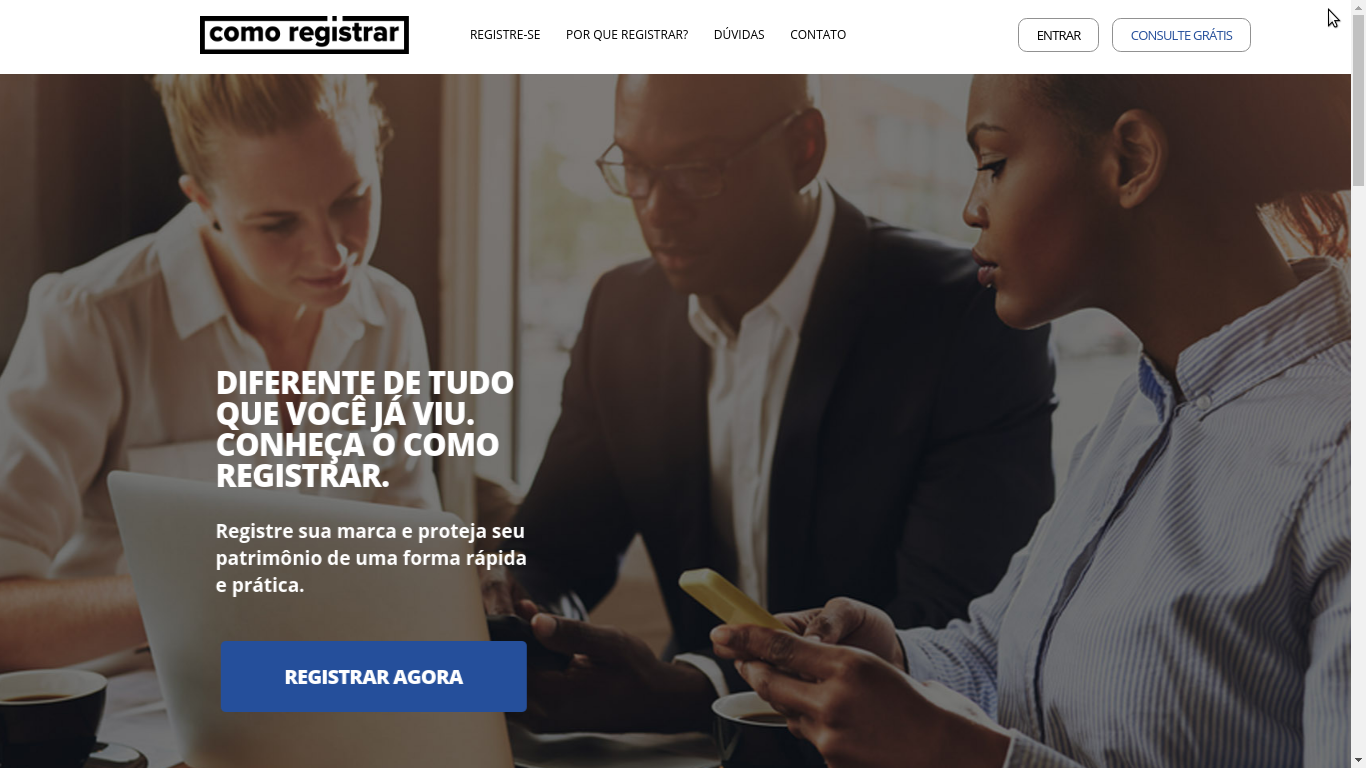 como registrar
REGISTRE-SE
POR QUE REGISTRAR?
DÚVIDAS
CONTATO
ENTRAR
CONSULTE GRÁTIS
DIFERENTE DE TUDO
QUE VOCÊ JÁ VIU.
CONHEÇA O COMO
REGISTRAR.
Registre sua marca e proteja seu
patrimônio de uma forma rápida
e prática.
REGISTRAR AGORA